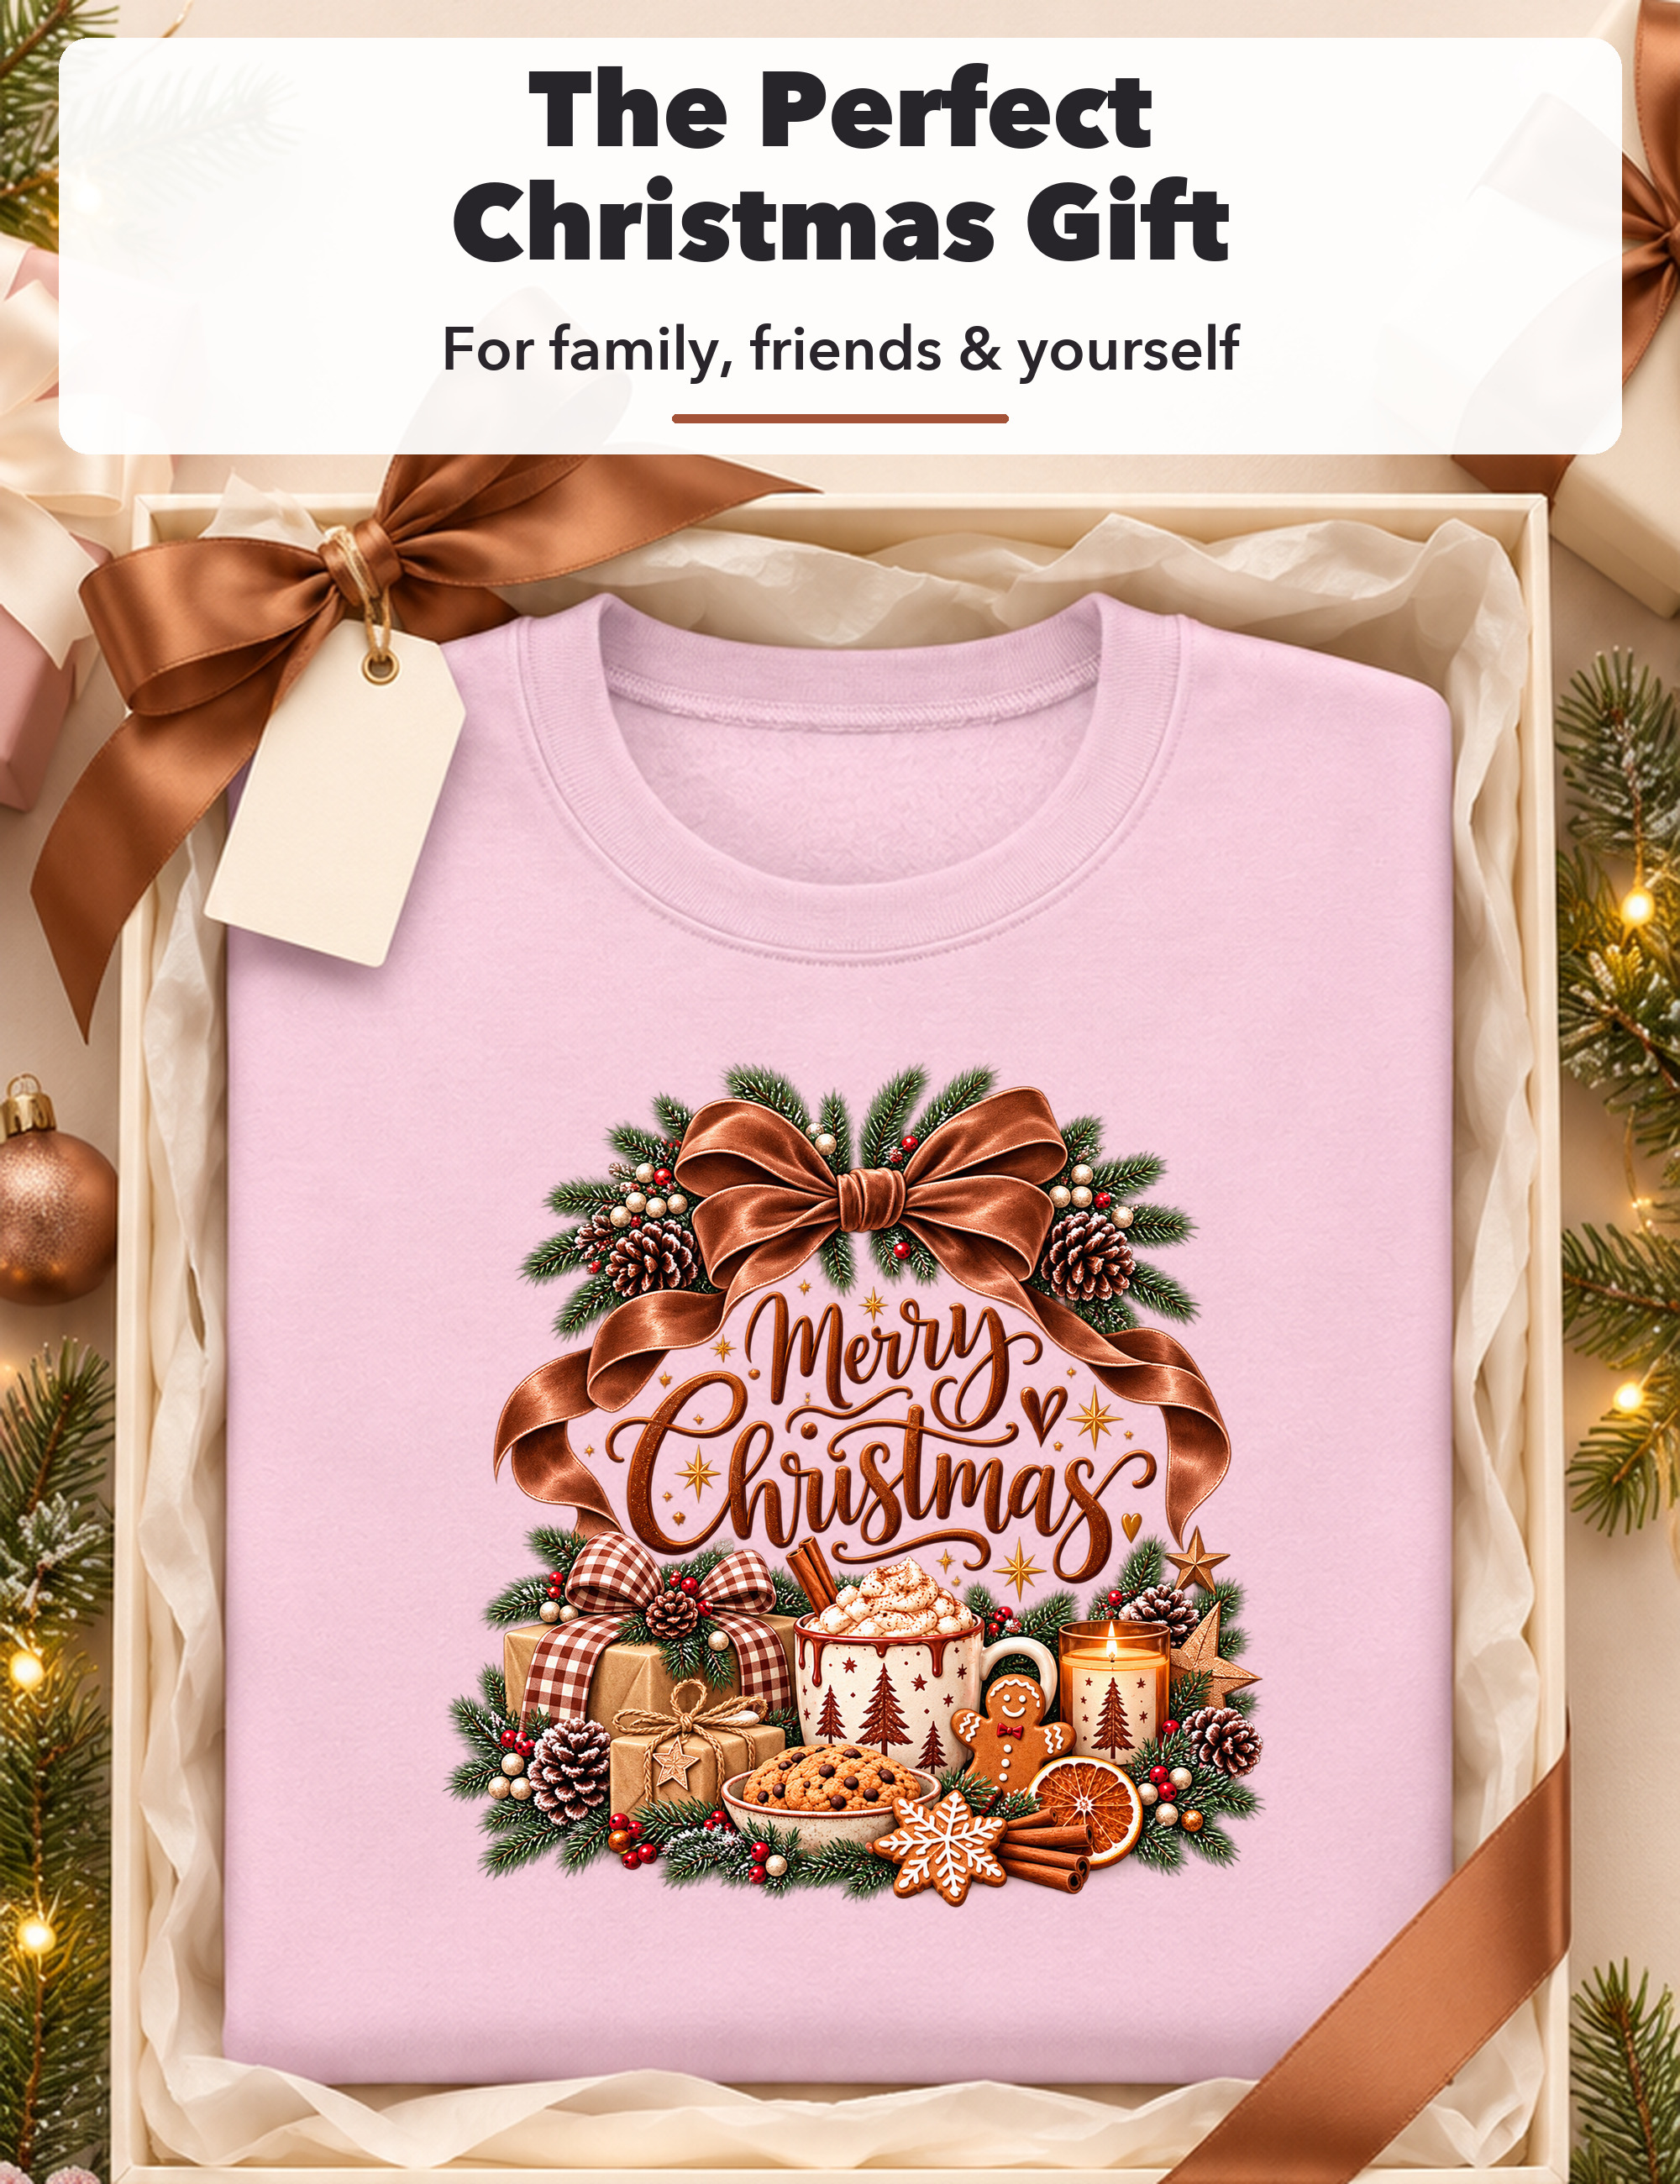 The Perfect
Christmas Gift
For family, friends & yourself
Merry
Christmas